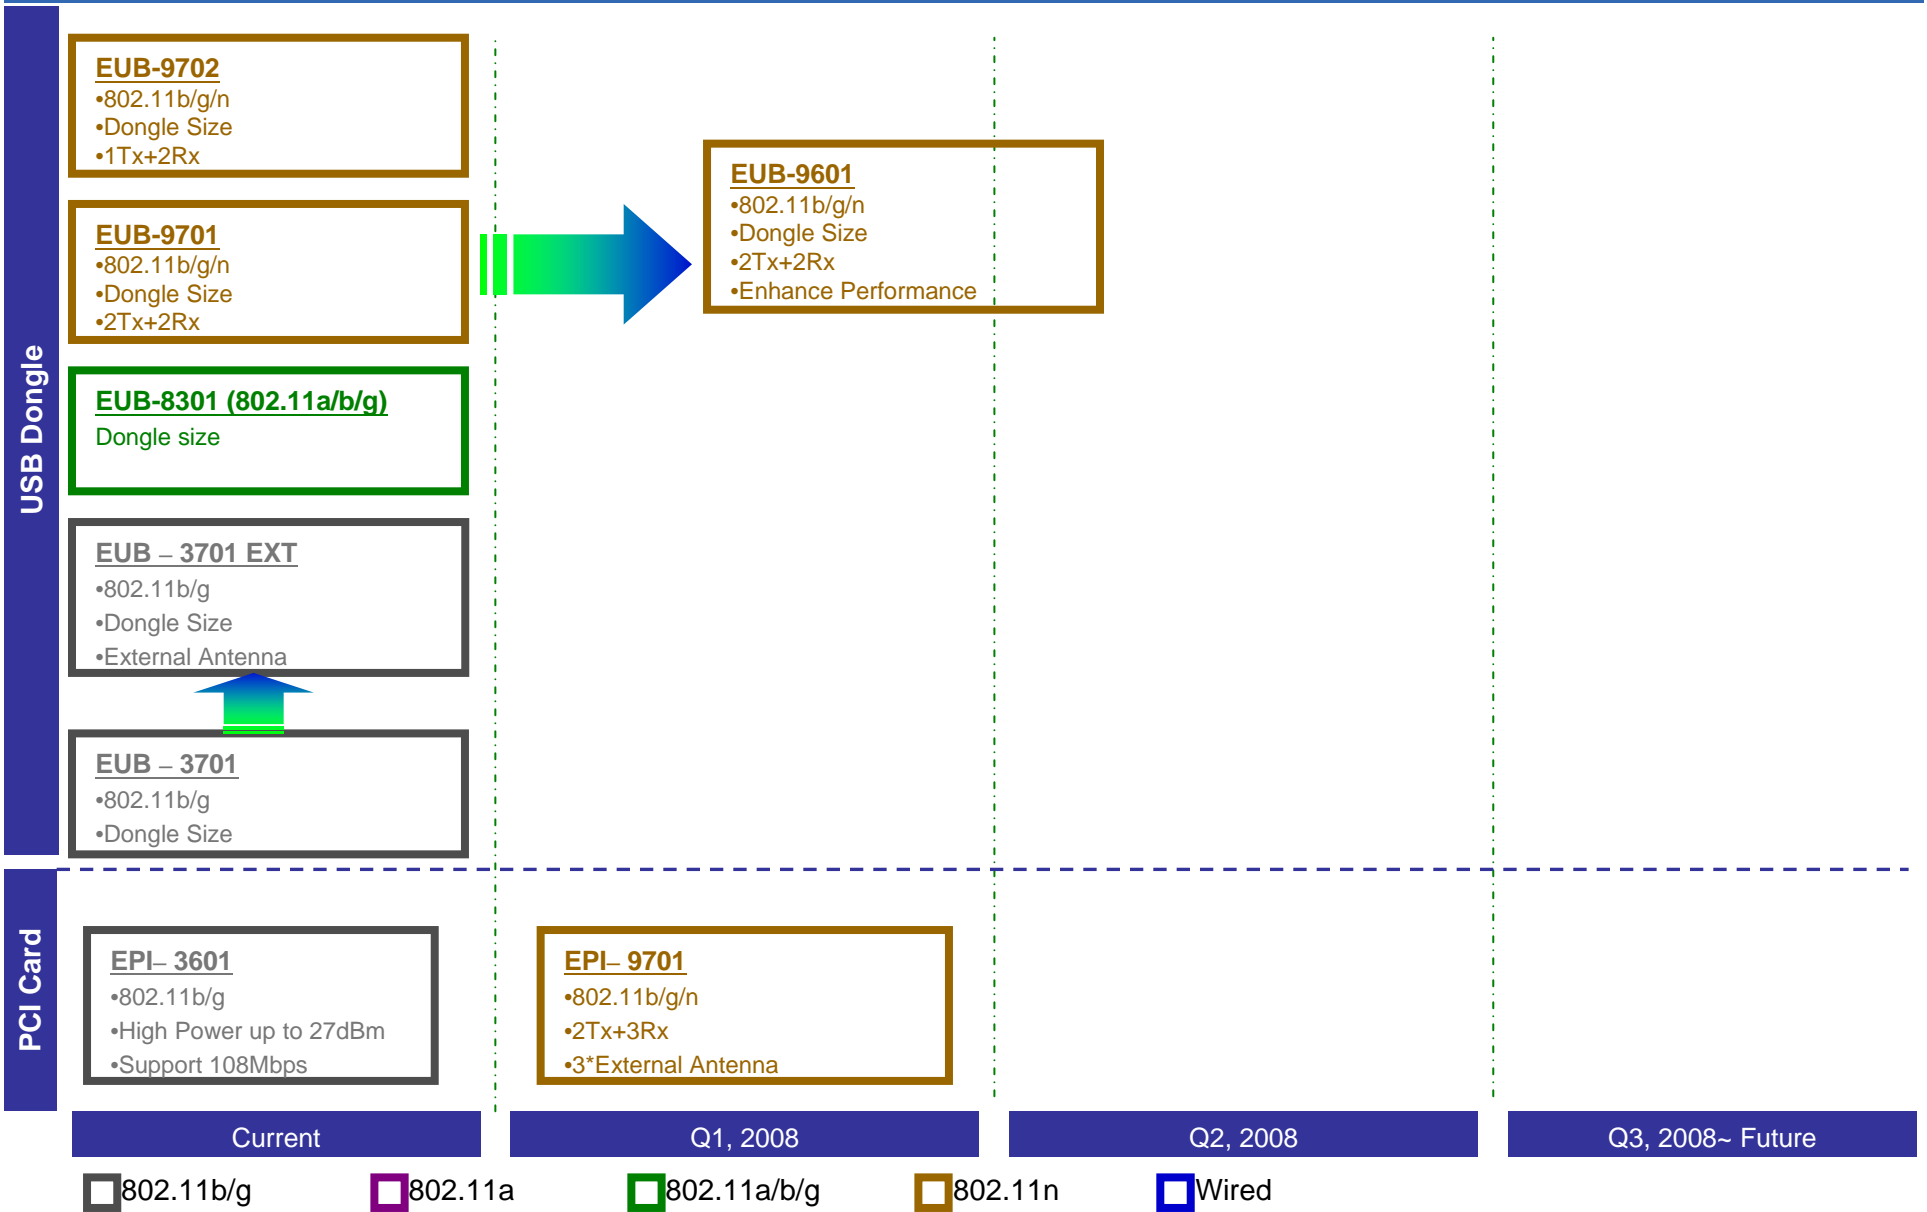 USB Dongle
EUB-9702
•802.11b/g/n
•Dongle Size
•1Tx+2Rx
EUB-9701
•802.11b/g/n
•Dongle Size
•2Tx+2Rx
EUB-9601
•802.11b/g/n
•Dongle Size
•2Tx+2Rx
•Enhance Performance
EUB-8301 (802.11a/b/g)
Dongle size
EUB – 3701 EXT
•802.11b/g
•Dongle Size
•External Antenna
EUB – 3701
•802.11b/g
•Dongle Size
PCI Card
EPI– 3601
•802.11b/g
•High Power up to 27dBm
•Support 108Mbps
EPI– 9701
•802.11b/g/n
•2Tx+3Rx
•3*External Antenna
Current
Q1, 2008
Q2, 2008
Q3, 2008~ Future
802.11b/g
802.11a
802.11a/b/g
802.11n
Wired